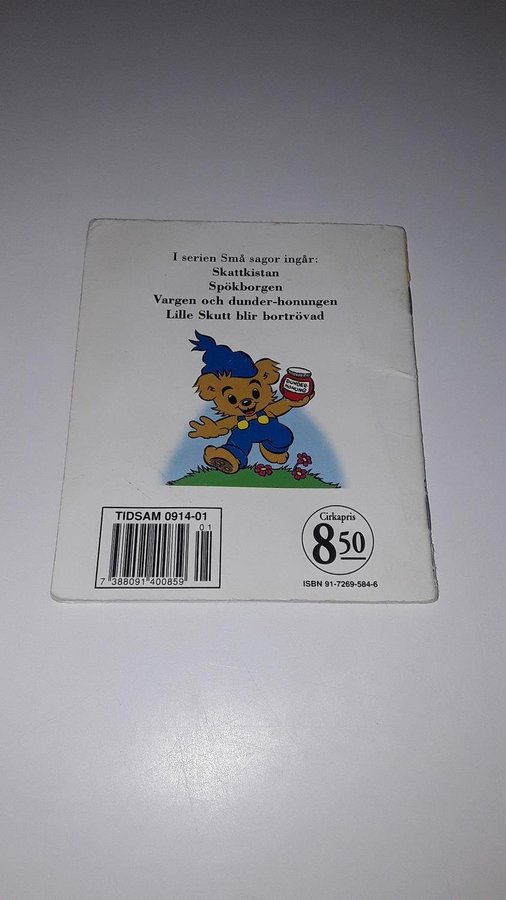 I serien Små sagor ingår:
Skattkistan
Spökborgen
Vargen och dunder-honungen
Lille Skutt blir bortrövad
DUNDER
HONUNG
TIDSAM 0914-01
01
7 388091 400859
Cirkapris
8 50
ISBN 91-7269-584-6